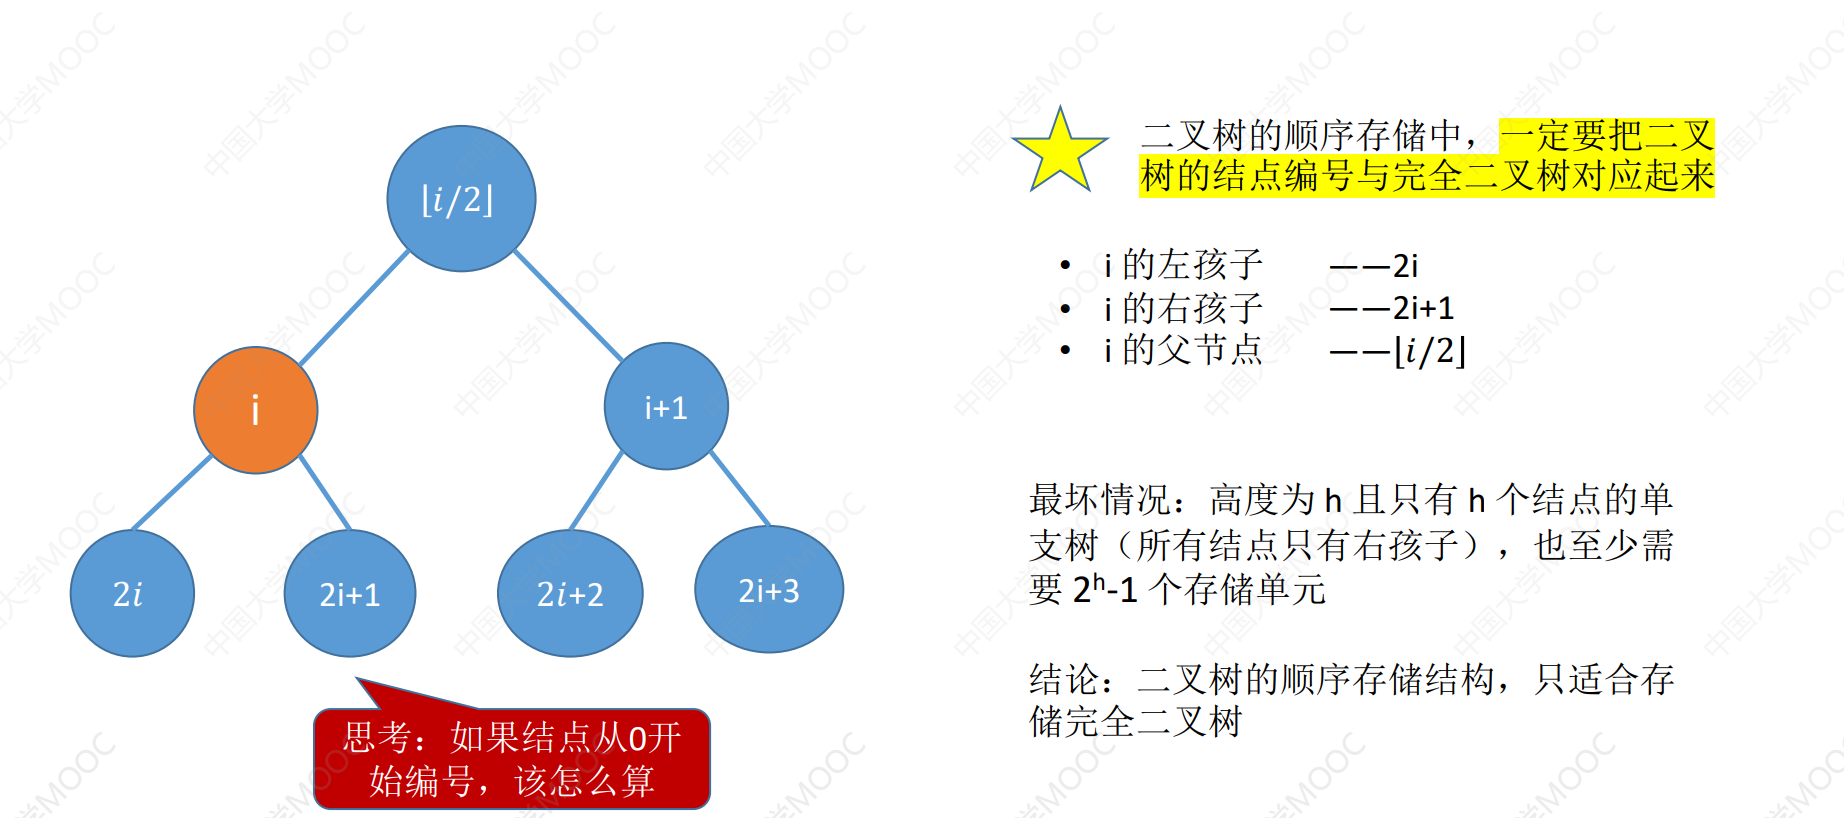 ⌊i/2⌋
i
i+1
2i
2i+1
2i+2
2i+3
思考：如果结点从0开
始编号，该怎么算
二叉树的顺序存储中，一定要把二叉
树的结点编号与完全二叉树对应起来
• i 的左孩子 ——2i
• i 的右孩子 ——2i+1
• i 的父节点 ——⌊i/2⌋
最坏情况：高度为 h 且只有 h 个结点的单
支树（所有结点只有右孩子），也至少需
要 2ʰ-1 个存储单元
结论：二叉树的顺序存储结构，只适合存
储完全二叉树
中国大学MOOC